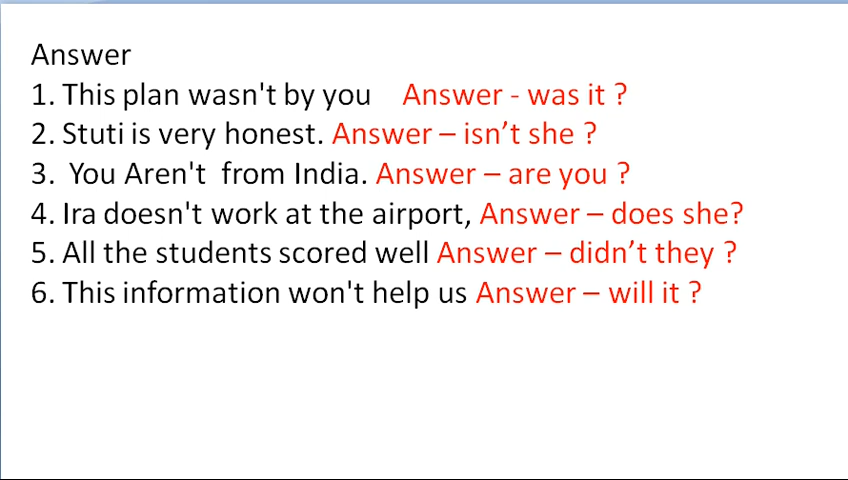 Answer
1. This plan wasn't by you Answer - was it ?
2. Stuti is very honest. Answer – isn’t she ?
3. You Aren't from India. Answer – are you ?
4. Ira doesn't work at the airport, Answer – does she?
5. All the students scored well Answer – didn’t they ?
6. This information won't help us Answer – will it ?